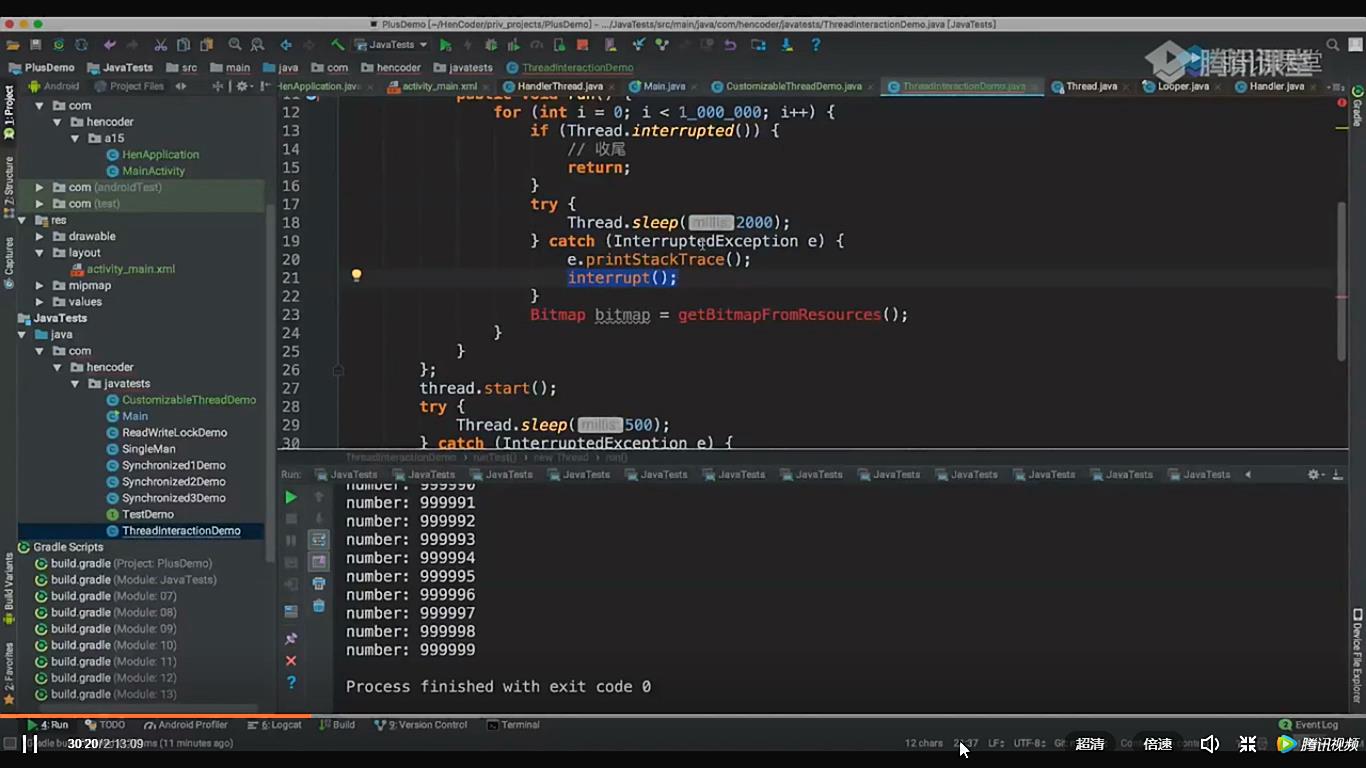 PlusDemo [~/HenCoder/priv_projects/PlusDemo] – .../JavaTests/src/main/java/com/hencoder/javatests/ThreadInteractionDemo.java [JavaTests]
JavaTests
PlusDemo JavaTests src main java com hencoder javatests ThreadInteractionDemo
腾讯课堂
Android Project Files
HenApplication.java activity_main.xml HandlerThread.java Main.java CustomizableThreadDemo.java ThreadInteractionDemo.java Thread.java Looper.java Handler.java
1: Project
Z: Structure
Captures
Build Variants
2: Favorites
Gradle
Device File Explorer
com
hencoder
a15
HenApplication
MainActivity
com (androidTest)
com (test)
res
drawable
layout
activity_main.xml
mipmap
values
JavaTests
java
com
hencoder
javatests
CustomizableThreadDemo
Main
ReadWriteLockDemo
SingleMan
Synchronized1Demo
Synchronized2Demo
Synchronized3Demo
TestDemo
ThreadInteractionDemo
Gradle Scripts
build.gradle (Project: PlusDemo)
build.gradle (Module: JavaTests)
build.gradle (Module: 07)
build.gradle (Module: 08)
build.gradle (Module: 09)
build.gradle (Module: 10)
build.gradle (Module: 11)
build.gradle (Module: 12)
build.gradle (Module: 13)
11 public void run() {
12 for (int i = 0; i < 1_000_000; i++) {
13 if (Thread.interrupted()) {
14 // 收尾
15 return;
16 }
17 try {
18 Thread.sleep( millis: 2000);
19 } catch (InterruptedException e) {
20 e.printStackTrace();
21 interrupt();
22 }
23 Bitmap bitmap = getBitmapFromResources();
24 }
25 }
26 };
27 thread.start();
28 try {
29 Thread.sleep( millis: 500);
30 } catch (InterruptedException e) {
ThreadInteractionDemo runTest() new Thread run()
Run: JavaTests JavaTests JavaTests JavaTests JavaTests JavaTests JavaTests JavaTests JavaTests JavaTests JavaTests JavaTests
number: 999990
number: 999991
number: 999992
number: 999993
number: 999994
number: 999995
number: 999996
number: 999997
number: 999998
number: 999999
Process finished with exit code 0
4: Run TODO Android Profiler 6: Logcat Build 9: Version Control Terminal 2 Event Log
30:20/2:13:09 (11 minutes ago) 12 chars LF UTF-8 超清 倍速 腾讯视频